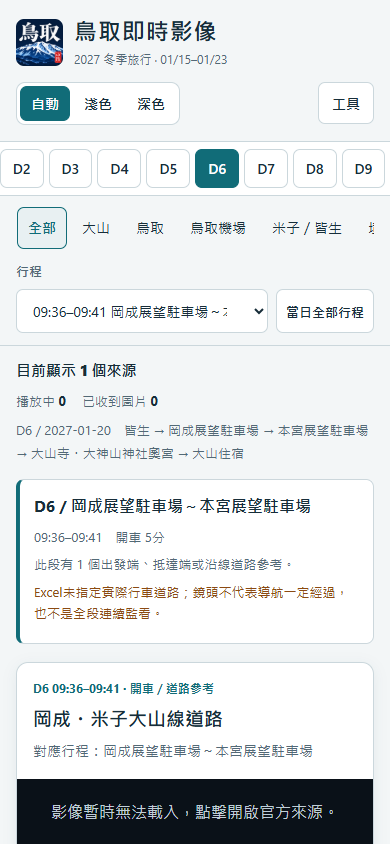 鳥取
鳥取即時影像
2027 冬季旅行 · 01/15–01/23
自動 淺色 深色 工具
D2 D3 D4 D5 D6 D7 D8 D9
全部 大山 鳥取 鳥取機場 米子 / 皆生
行程
09:36–09:41 岡成展望駐車場～ 當日全部行程
目前顯示 1 個來源
播放中 0 已收到圖片 0
D6 / 2027-01-20 皆生 → 岡成展望駐車場 → 本宮展望駐車場
→ 大山寺・大神山神社奧宮 → 大山住宿
D6 / 岡成展望駐車場～本宮展望駐車場
09:36–09:41 開車 5分
此段有 1 個出發端、抵達端或沿線道路參考。
Excel未指定實際行車道路；鏡頭不代表導航一定經過，
也不是全段連續監看。
D6 09:36–09:41 · 開車 / 道路參考
岡成・米子大山線道路
對應行程：岡成展望駐車場～本宮展望駐車場
影像暫時無法載入，點擊開啟官方來源。